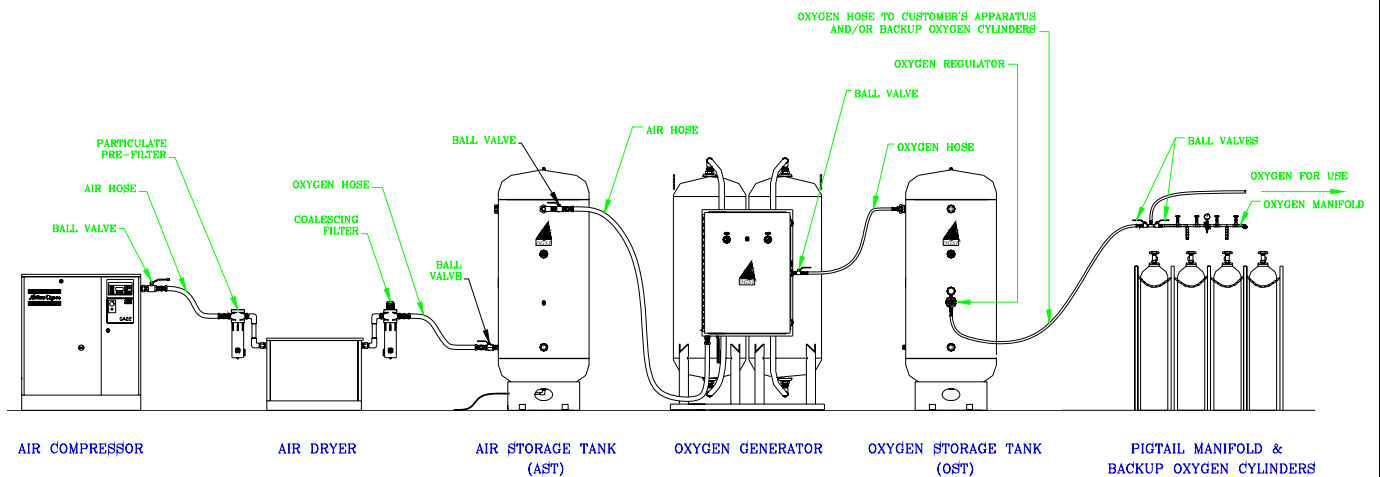 OXYGEN HOSE TO CUSTOMER'S APPARATUS
AND/OR BACKUP OXYGEN CYLINDERS
OXYGEN REGULATOR
BALL VALVE
AIR HOSE
BALL VALVE
PARTICULATE
PRE-FILTER
OXYGEN HOSE
BALL VALVES
OXYGEN FOR USE
OXYGEN MANIFOLD
AIR HOSE
OXYGEN HOSE
COALESCING
FILTER
BALL VALVE
BALL
VALVE
Atlas Copco
GA22
AIR COMPRESSOR
AIR DRYER
AIR STORAGE TANK
(AST)
OXYGEN GENERATOR
OXYGEN STORAGE TANK
(OST)
PIGTAIL MANIFOLD &
BACKUP OXYGEN CYLINDERS